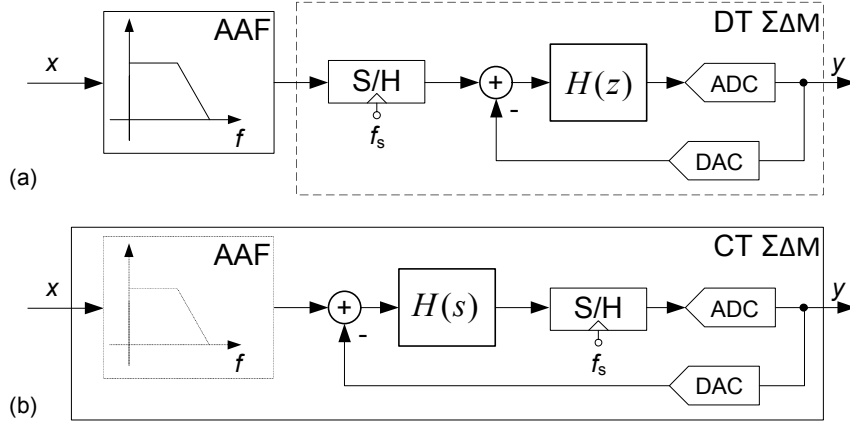 AAF
DT ΣΔM
x
S/H
+
H(z)
ADC
y
-
f
fs
DAC
(a)
AAF
CT ΣΔM
x
+
H(s)
S/H
ADC
y
-
f
fs
DAC
(b)